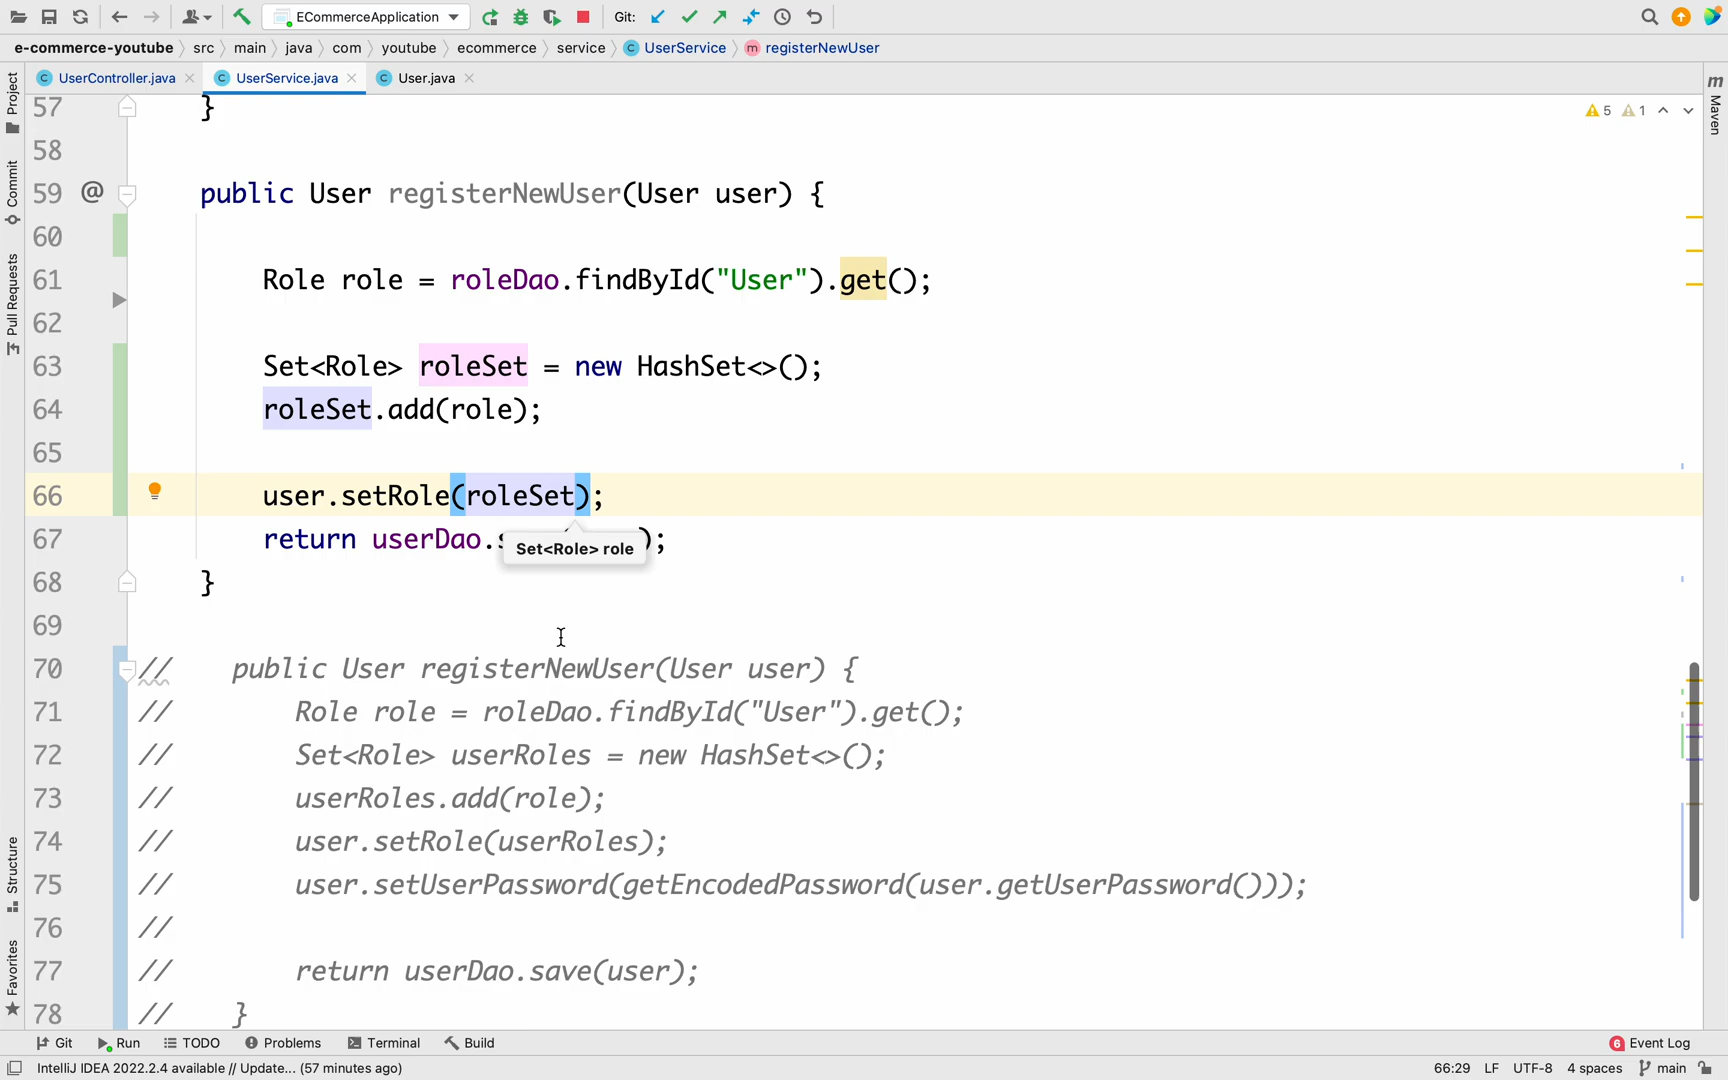 ECommerceApplication Git:
e-commerce-youtube src main java com youtube ecommerce service UserService registerNewUser
UserController.java UserService.java User.java
57 }
58
59 @ public User registerNewUser(User user) {
60
61 Role role = roleDao.findById("User").get();
62
63 Set<Role> roleSet = new HashSet<>();
64 roleSet.add(role);
65
66 user.setRole(roleSet);
67 return userDao. );
Set<Role> role
68 }
69
70 // public User registerNewUser(User user) {
71 // Role role = roleDao.findById("User").get();
72 // Set<Role> userRoles = new HashSet<>();
73 // userRoles.add(role);
74 // user.setRole(userRoles);
75 // user.setUserPassword(getEncodedPassword(user.getUserPassword()));
76 //
77 // return userDao.save(user);
78 // }
5 1
Project
Commit
Pull Requests
Structure
Favorites
m Maven
Git Run TODO Problems Terminal Build 6 Event Log
IntelliJ IDEA 2022.2.4 available // Update... (57 minutes ago) 66:29 LF UTF-8 4 spaces main